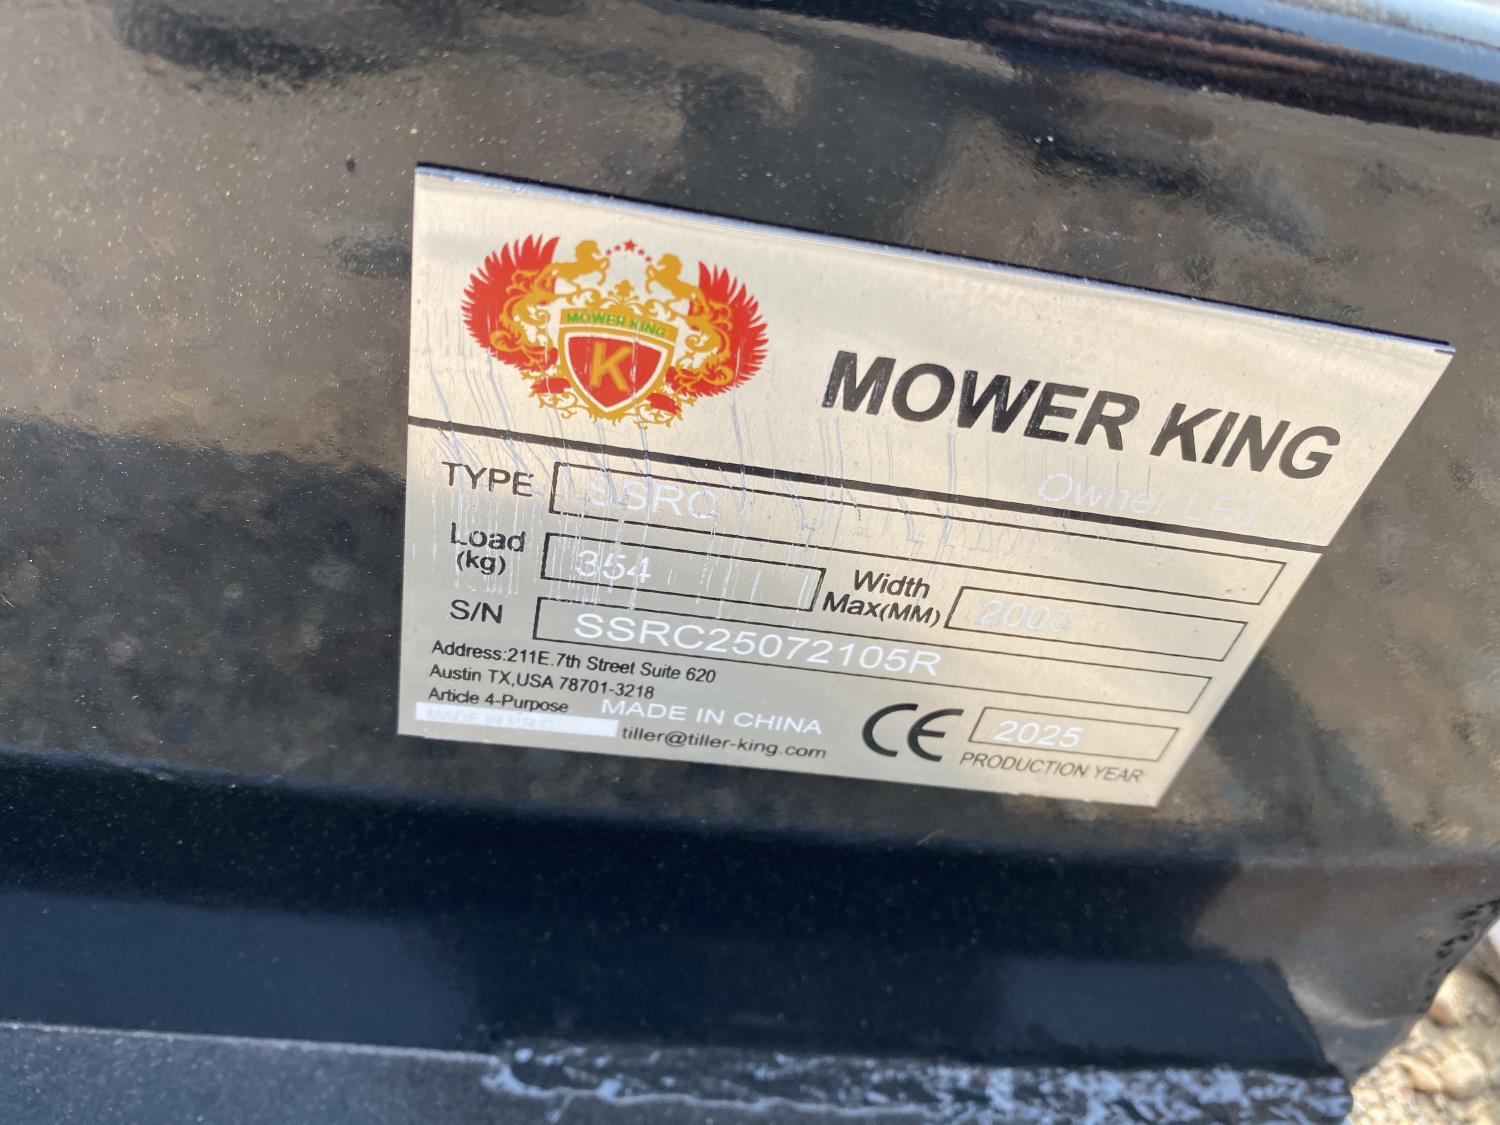 MOWER KING
K
MOWER KING
Owner LE4
TYPE SSRC
Load (kg) 354 Width Max(MM) 2000
S/N SSRC25072105R
Address:211E.7th Street Suite 620
Austin TX,USA 78701-3218
Article 4-Purpose
MADE IN CHINA
MADE IN P.R.C
tiller@tiller-king.com
CE
2025
PRODUCTION YEAR